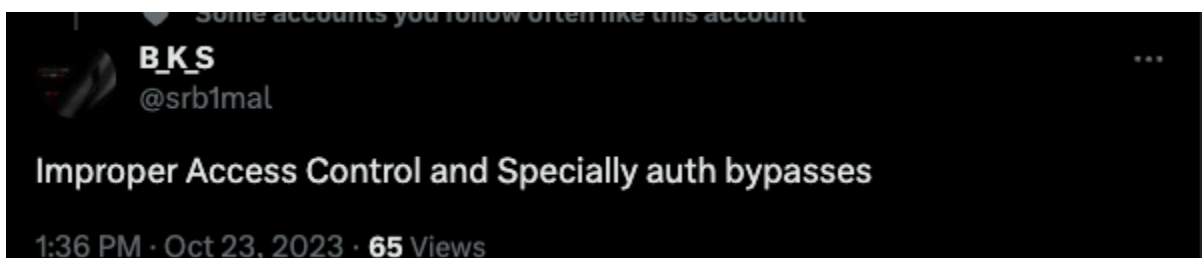 Some accounts you follow often like this account
B_K_S
@srb1mal
Improper Access Control and Specially auth bypasses
1:36 PM · Oct 23, 2023 · 65 Views